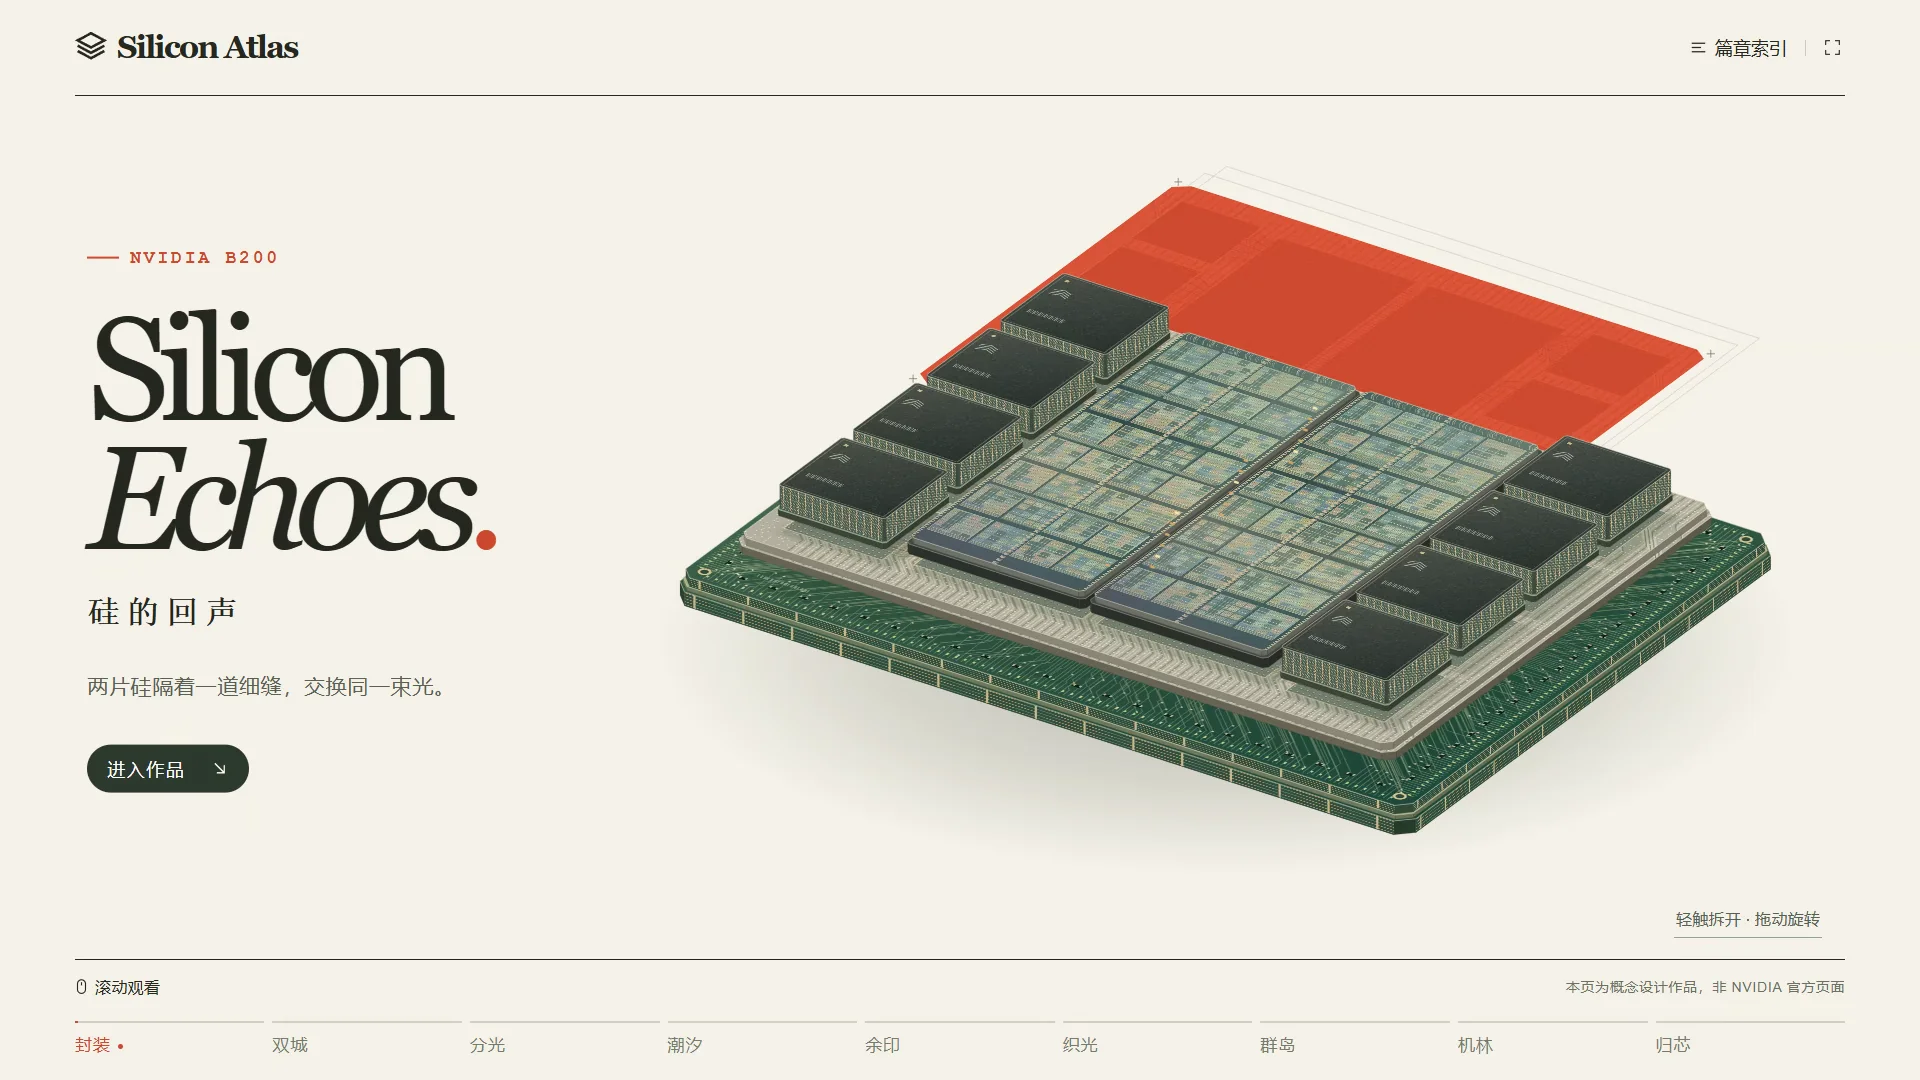 Silicon Atlas
篇章索引
NVIDIA B200
Silicon
Echoes.
硅的回声
两片硅隔着一道细缝，交换同一束光。
进入作品
轻触拆开 · 拖动旋转
滚动观看
本页为概念设计作品，非 NVIDIA 官方页面
封装
双城
分光
潮汐
余印
织光
群岛
机林
归芯